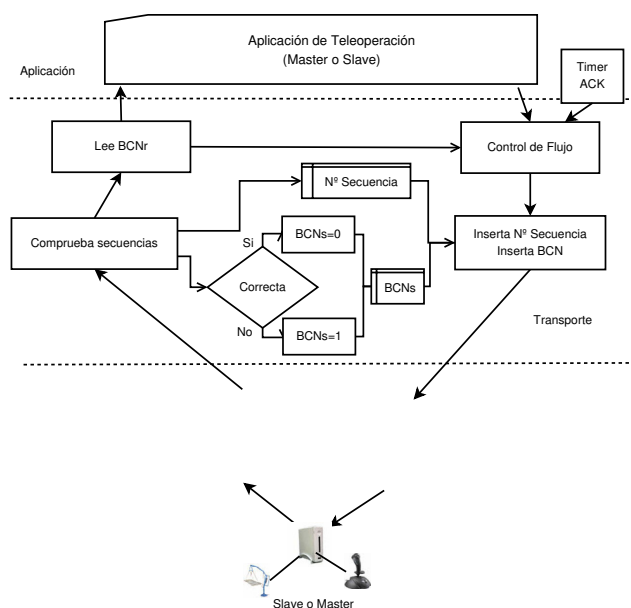 Aplicación de Teleoperación
(Master o Slave)
Aplicación
Timer
ACK
Lee BCNr
Control de Flujo
Nº Secuencia
Comprueba secuencias
Si
BCNs=0
Inserta Nº Secuencia
Inserta BCN
Correcta
BCNs
No
BCNs=1
Transporte
Slave o Master